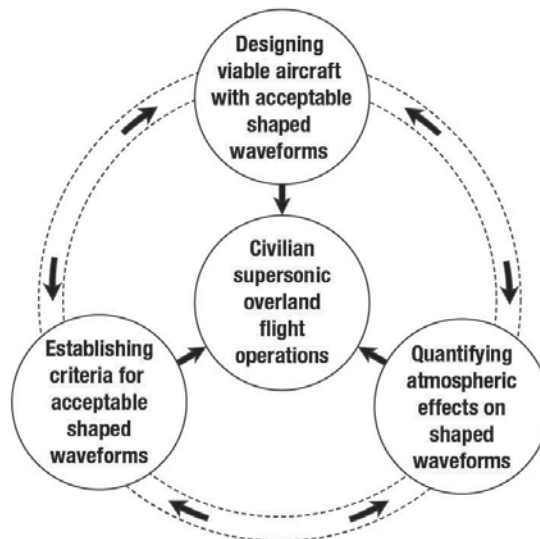 Designing
viable aircraft
with acceptable
shaped
waveforms
Civilian
supersonic
overland
flight
operations
Establishing
criteria for
acceptable
shaped
waveforms
Quantifying
atmospheric
effects on
shaped
waveforms